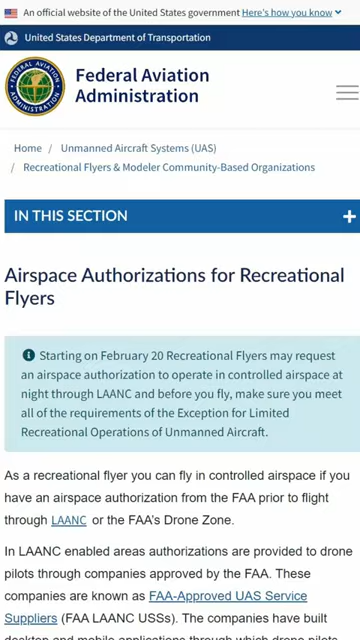 An official website of the United States government Here's how you know
United States Department of Transportation
FEDERAL AVIATION ADMINISTRATION
Federal Aviation
Administration
Home / Unmanned Aircraft Systems (UAS)
/ Recreational Flyers & Modeler Community-Based Organizations
IN THIS SECTION +
Airspace Authorizations for Recreational
Flyers
Starting on February 20 Recreational Flyers may request
an airspace authorization to operate in controlled airspace at
night through LAANC and before you fly, make sure you meet
all of the requirements of the Exception for Limited
Recreational Operations of Unmanned Aircraft.
As a recreational flyer you can fly in controlled airspace if you
have an airspace authorization from the FAA prior to flight
through LAANC or the FAA's Drone Zone.
In LAANC enabled areas authorizations are provided to drone
pilots through companies approved by the FAA. These
companies are known as FAA-Approved UAS Service
Suppliers (FAA LAANC USSs). The companies have built
desktop and mobile applications through which drone pilots